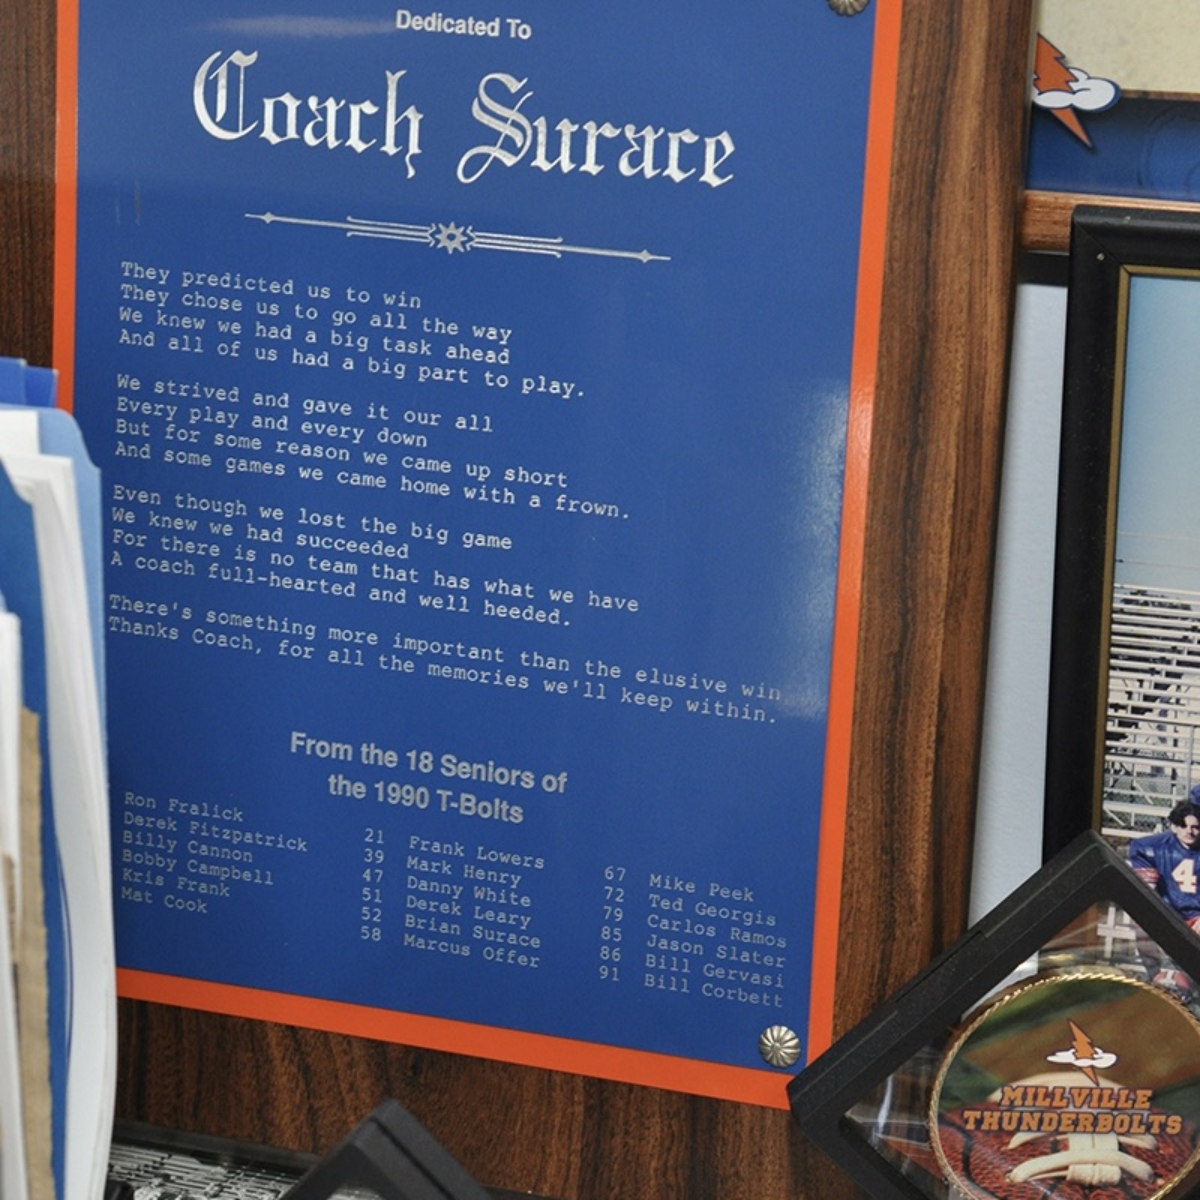 Dedicated To
Coach Surace
They predicted us to win
They chose us to go all the way
We knew we had a big task ahead
And all of us had a big part to play.
We strived and gave it our all
Every play and every down
But for some reason we came up short
And some games we came home with a frown.
Even though we lost the big game
We knew we had succeeded
For there is no team that has what we have
A coach full-hearted and well heeded.
There's something more important than the elusive win
Thanks Coach, for all the memories we'll keep within.
From the 18 Seniors of
the 1990 T-Bolts
Ron Fralick
Derek Fitzpatrick
Billy Cannon
Bobby Campbell
Kris Frank
Mat Cook
21 Frank Lowers
39 Mark Henry
47 Danny White
51 Derek Leary
52 Brian Surace
58 Marcus Offer
67 Mike Peek
72 Ted Georgis
79 Carlos Ramos
85 Jason Slater
86 Bill Gervasi
91 Bill Corbett
4
MILLVILLE
THUNDERBOLTS